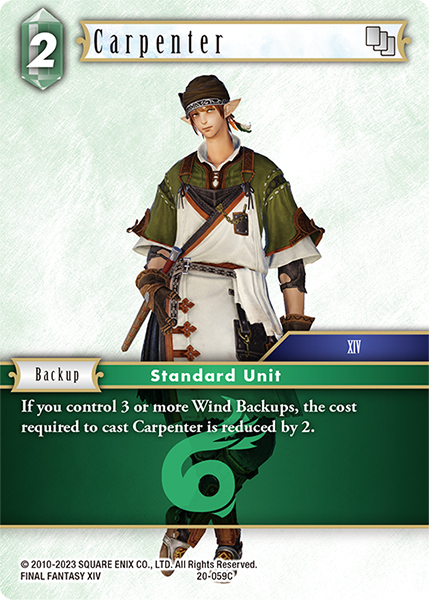 2
Carpenter
XIV
Backup
Standard Unit
If you control 3 or more Wind Backups, the cost
required to cast Carpenter is reduced by 2.
© 2010-2023 SQUARE ENIX CO., LTD. All Rights Reserved.
FINAL FANTASY XIV
20-059C